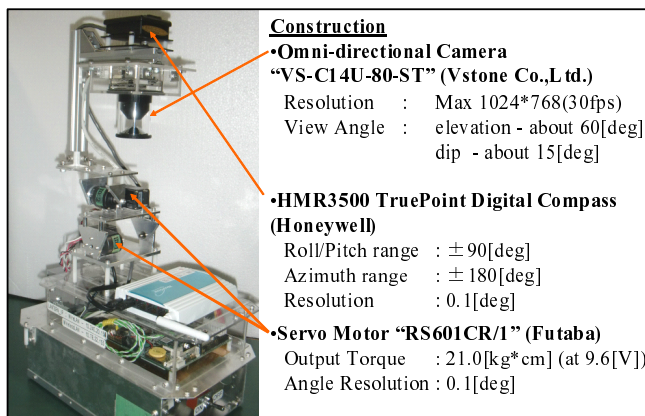 Construction
•Omni-directional Camera
“VS-C14U-80-ST” (Vstone Co.,Ltd.)
Resolution : Max 1024*768(30fps)
View Angle : elevation - about 60[deg]
dip - about 15[deg]
•HMR3500 TruePoint Digital Compass
(Honeywell)
Roll/Pitch range : ±90[deg]
Azimuth range : ±180[deg]
Resolution : 0.1[deg]
•Servo Motor “RS601CR/1” (Futaba)
Output Torque : 21.0[kg*cm] (at 9.6[V])
Angle Resolution : 0.1[deg]